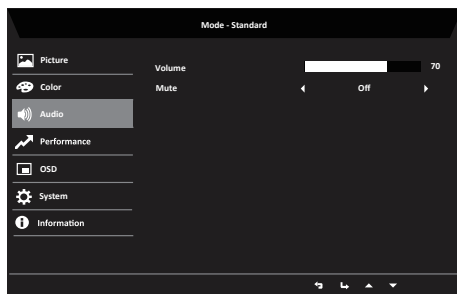 Mode - Standard
Picture
Volume 70
Color
Mute Off
Audio
Performance
OSD
System
Information